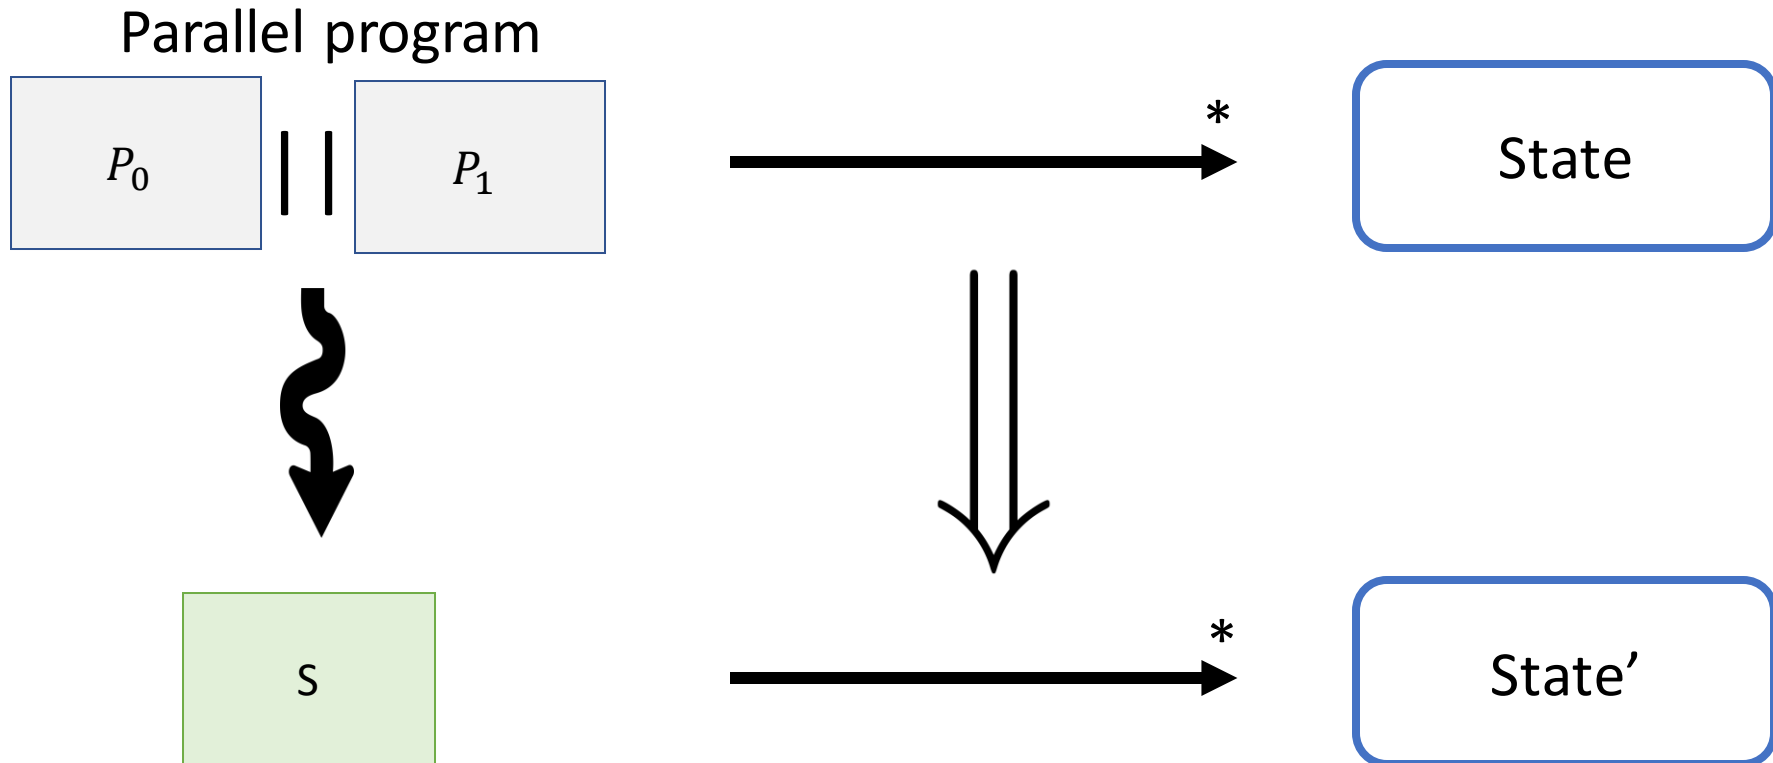 Parallel program
P₀ || P₁
*
State
S
*
State’